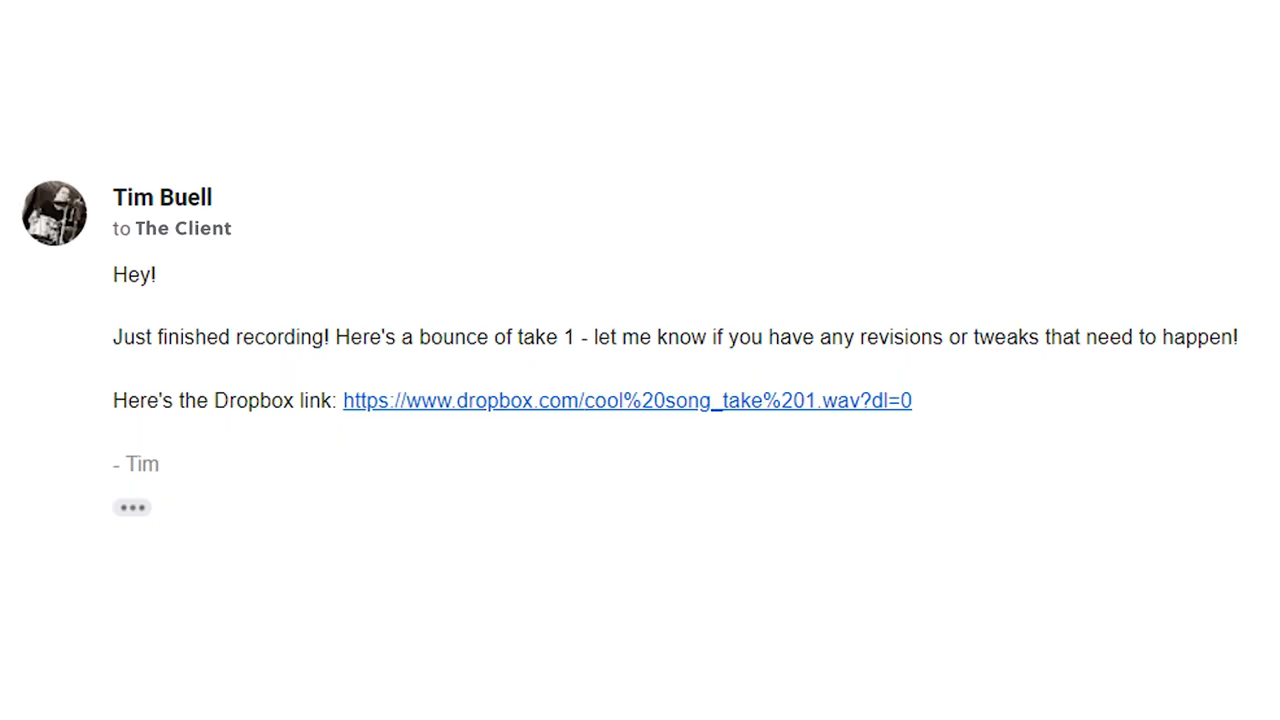 Tim Buell
to The Client
Hey!
Just finished recording! Here's a bounce of take 1 - let me know if you have any revisions or tweaks that need to happen!
Here's the Dropbox link: https://www.dropbox.com/cool%20song_take%201.wav?dl=0
- Tim